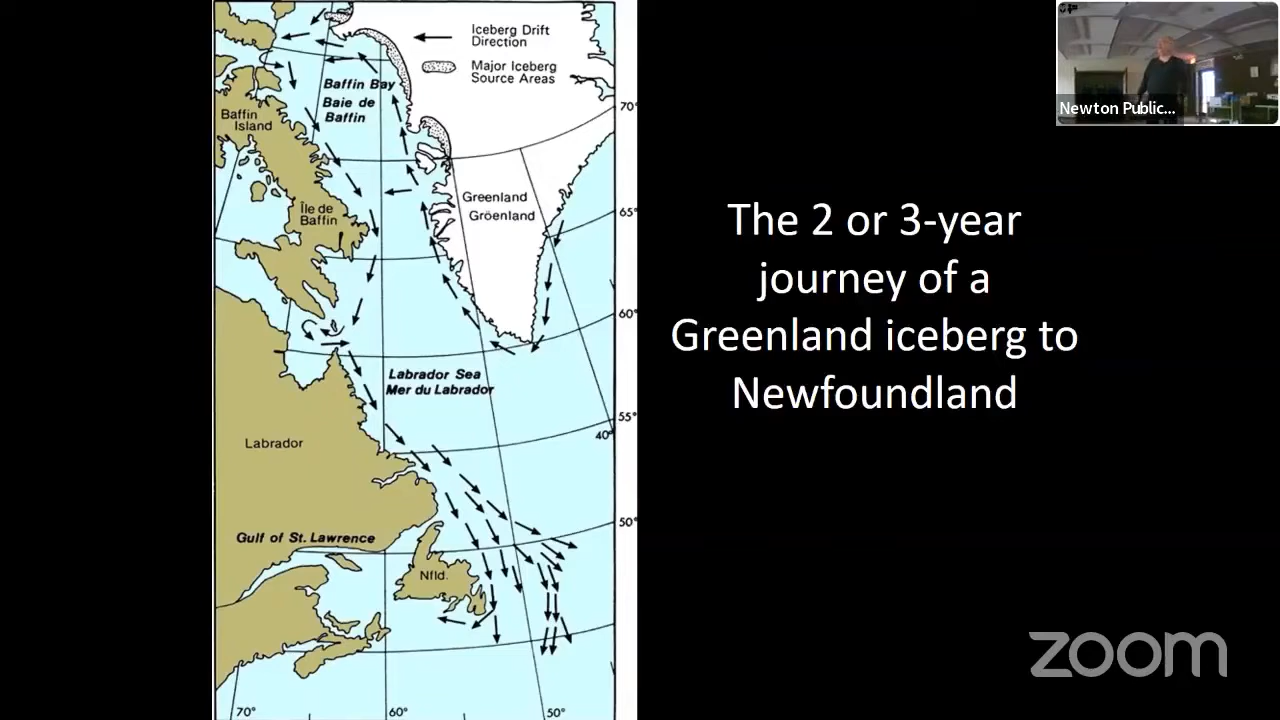 Iceberg Drift
Direction
Major Iceberg
Source Areas
Baffin Bay
Baie de
Baffin
Baffin
Island
Île de
Baffin
Greenland
Gröenland
Labrador Sea
Mer du Labrador
Labrador
Gulf of St. Lawrence
Nfld.
70°
65°
60°
55°
40°
50°
70°
60°
50°
The 2 or 3-year
journey of a
Greenland iceberg to
Newfoundland
Newton Public...
zoom